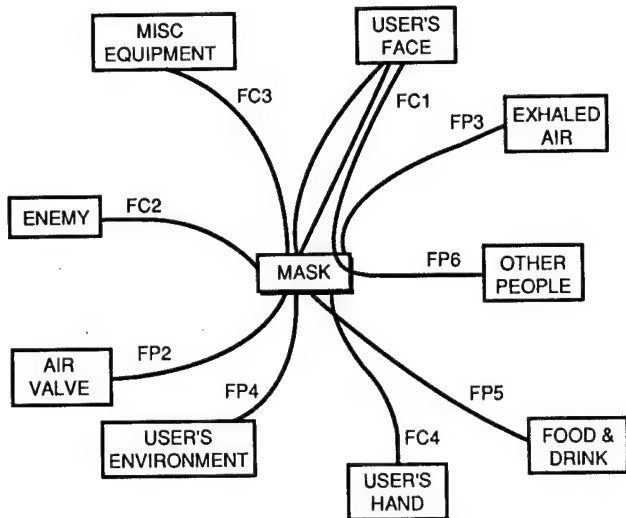 MISC
EQUIPMENT
USER'S
FACE
FC3
FC1
FP3
EXHALED
AIR
ENEMY
FC2
MASK
FP6
OTHER
PEOPLE
AIR
VALVE
FP2
FP4
FP5
USER'S
ENVIRONMENT
FC4
FOOD &
DRINK
USER'S
HAND